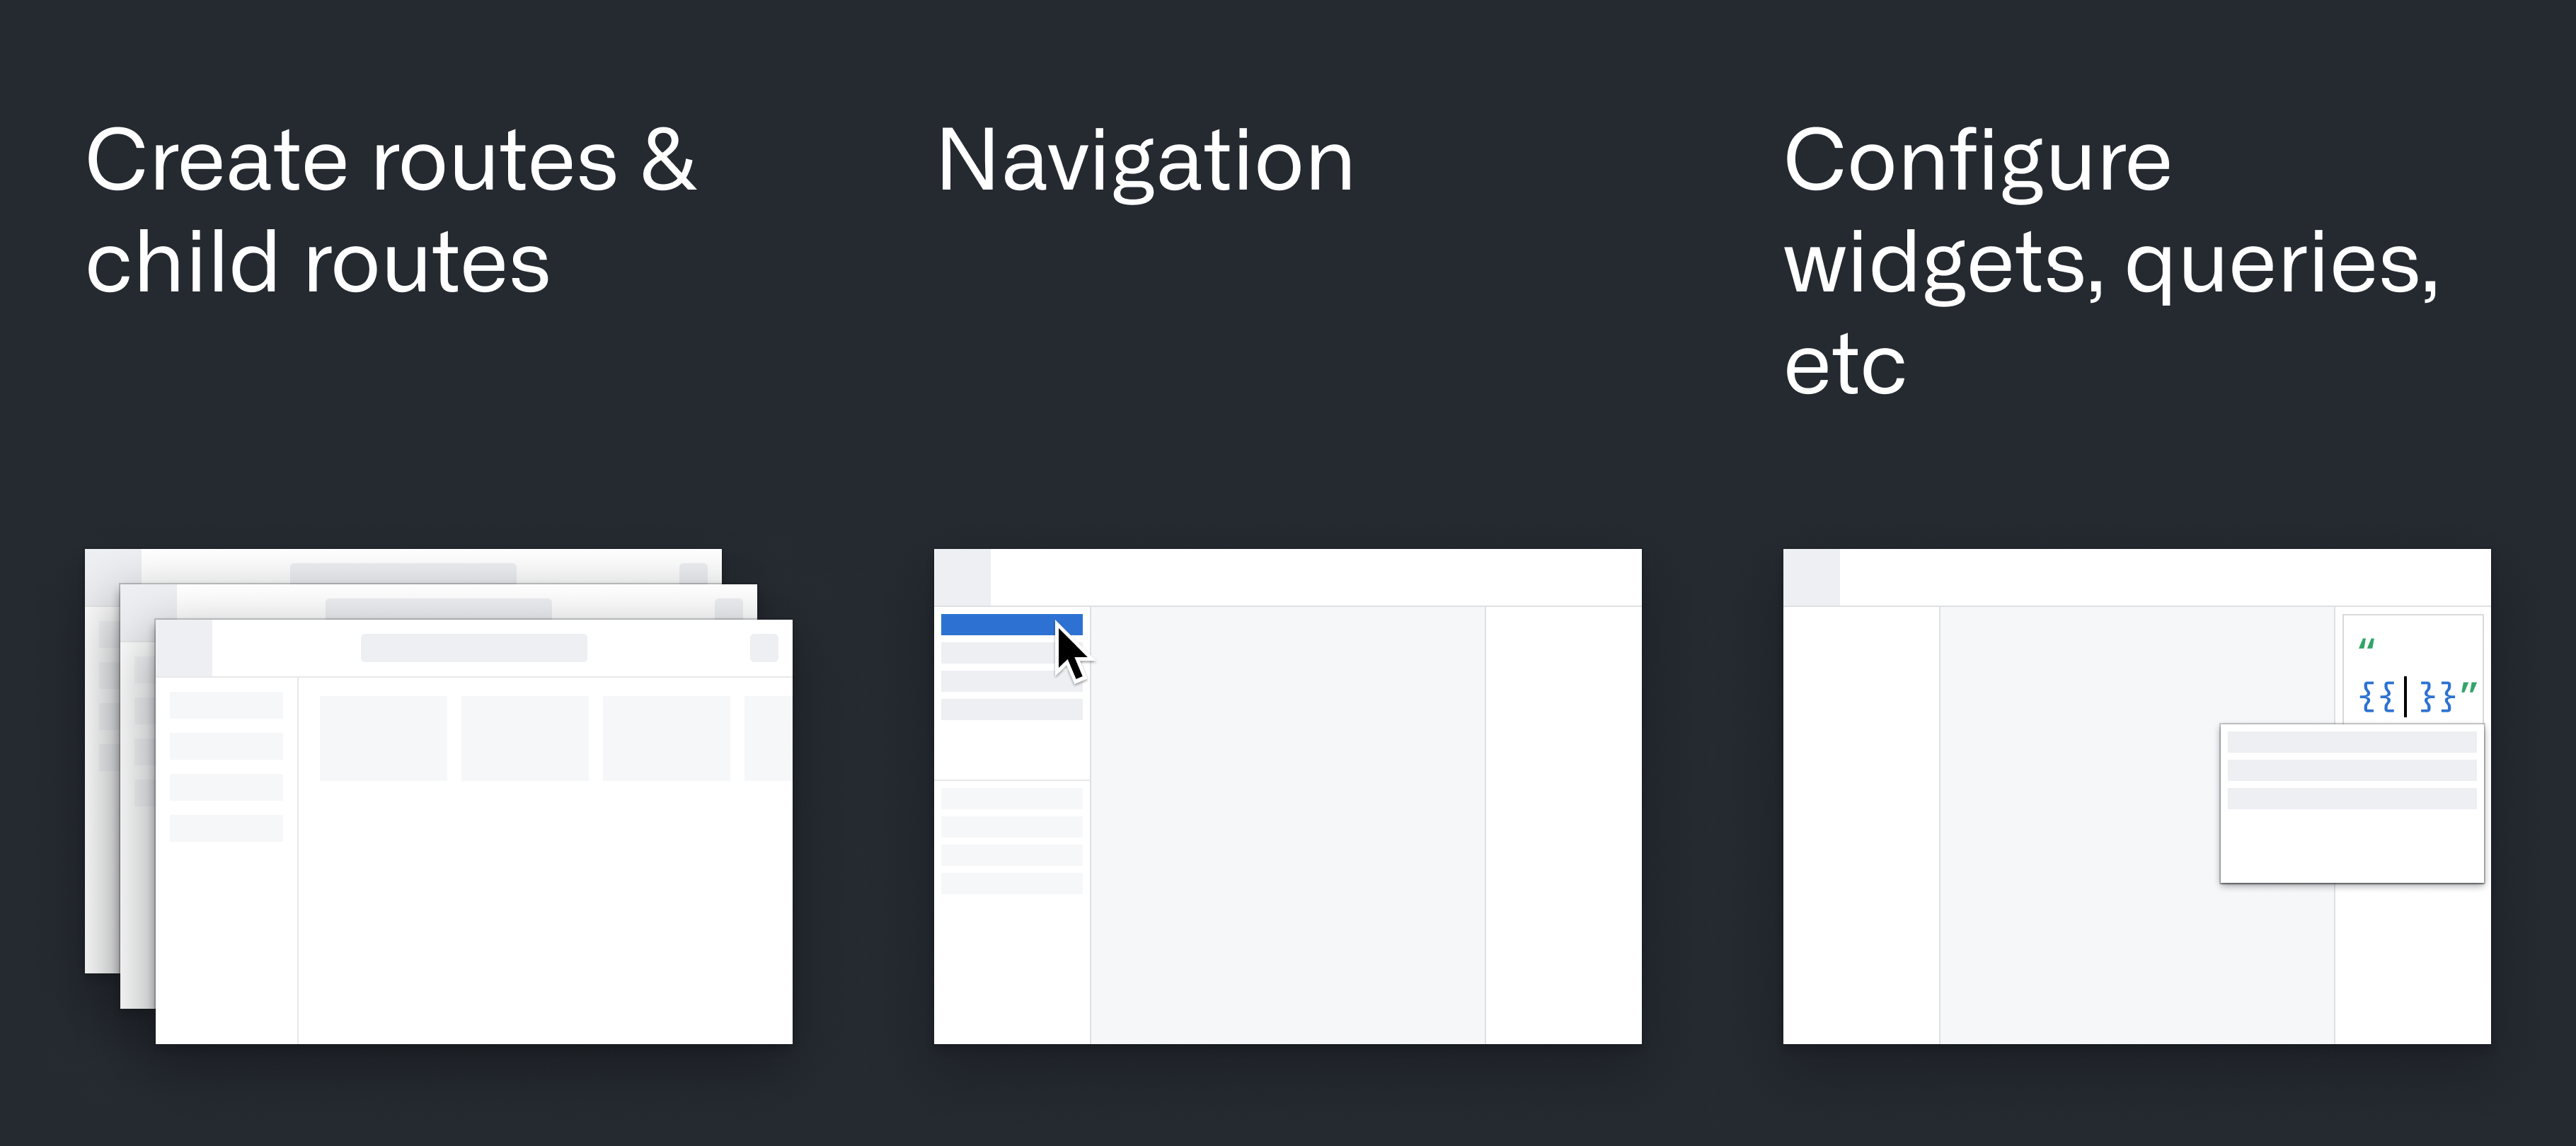 Create routes &
child routes
Navigation
Configure
widgets, queries,
etc
“
{{ }}”